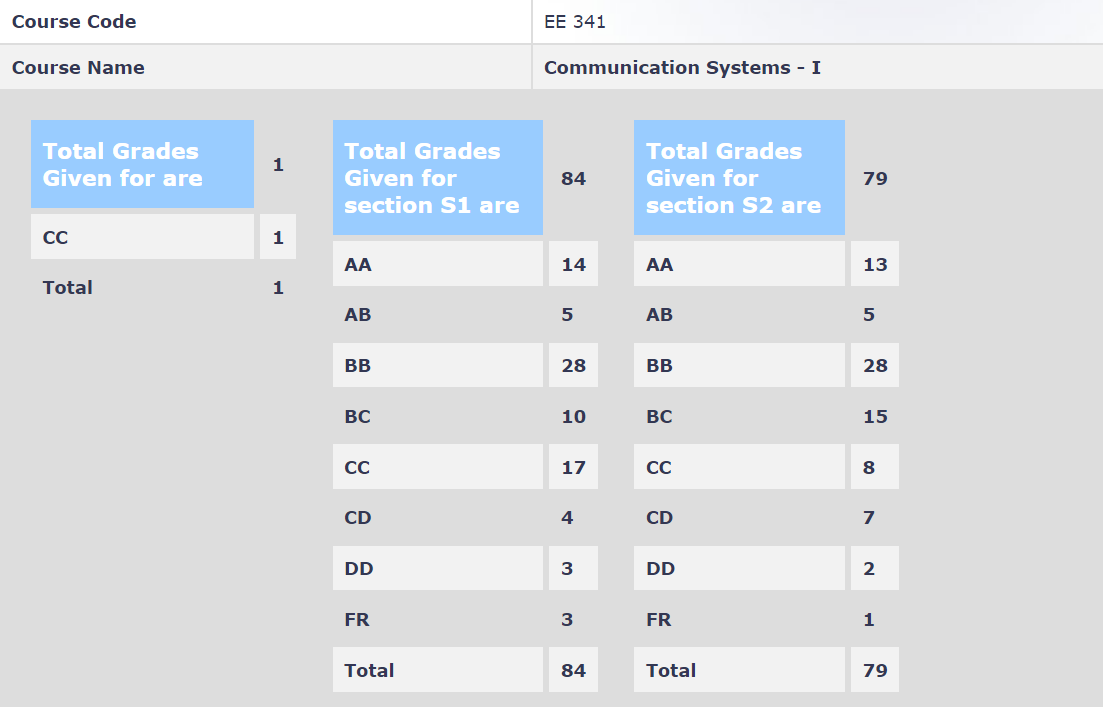 Course Code EE 341
Course Name Communication Systems - I
Total Grades
Given for are 1
CC 1
Total 1
Total Grades
Given for
section S1 are 84
AA 14
AB 5
BB 28
BC 10
CC 17
CD 4
DD 3
FR 3
Total 84
Total Grades
Given for
section S2 are 79
AA 13
AB 5
BB 28
BC 15
CC 8
CD 7
DD 2
FR 1
Total 79